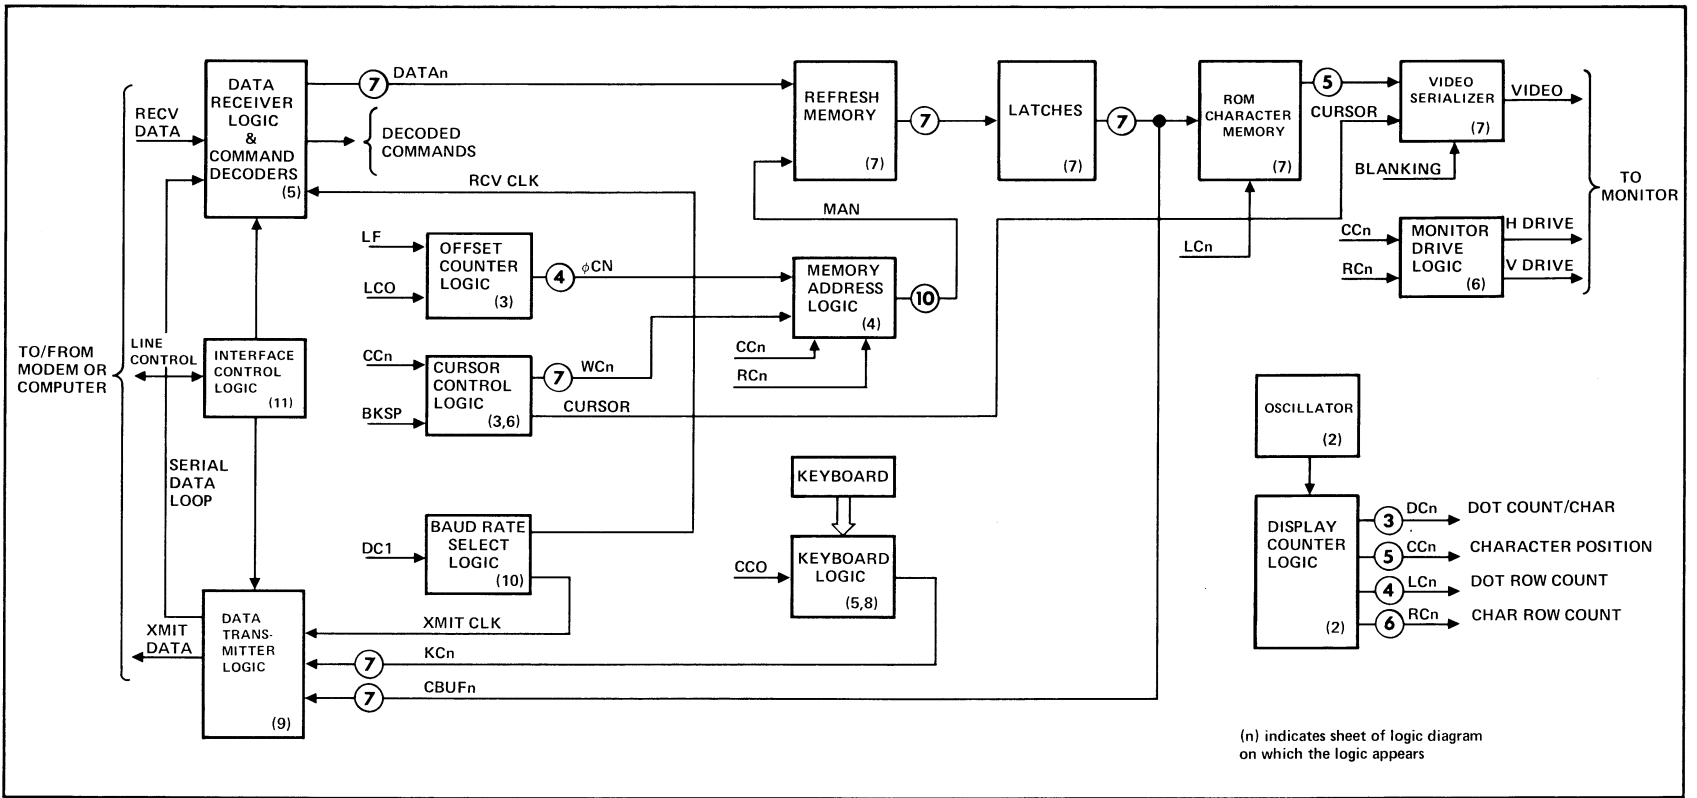 RECV
DATA
DATA
RECEIVER
LOGIC
&
COMMAND
DECODERS
(5)
7
DATAn
DECODED
COMMANDS
RCV CLK
REFRESH
MEMORY
(7)
7
LATCHES
(7)
7
ROM
CHARACTER
MEMORY
(7)
5
CURSOR
VIDEO
SERIALIZER
(7)
VIDEO
BLANKING
TO
MONITOR
MAN
LCn
CCn
RCn
MONITOR
DRIVE
LOGIC
(6)
H DRIVE
V DRIVE
LF
LCO
OFFSET
COUNTER
LOGIC
(3)
4
φCN
MEMORY
ADDRESS
LOGIC
(4)
10
CCn
RCn
TO/FROM
MODEM OR
COMPUTER
LINE
CONTROL
INTERFACE
CONTROL
LOGIC
(11)
CCn
BKSP
CURSOR
CONTROL
LOGIC
(3,6)
7
WCn
CURSOR
OSCILLATOR
(2)
SERIAL
DATA
LOOP
DC1
BAUD RATE
SELECT
LOGIC
(10)
KEYBOARD
CCO
KEYBOARD
LOGIC
(5,8)
DISPLAY
COUNTER
LOGIC
(2)
3
DCn
DOT COUNT/CHAR
5
CCn
CHARACTER POSITION
4
LCn
DOT ROW COUNT
6
RCn
CHAR ROW COUNT
XMIT
DATA
DATA
TRANS-
MITTER
LOGIC
(9)
XMIT CLK
7
KCn
7
CBUFn
(n) indicates sheet of logic diagram
on which the logic appears